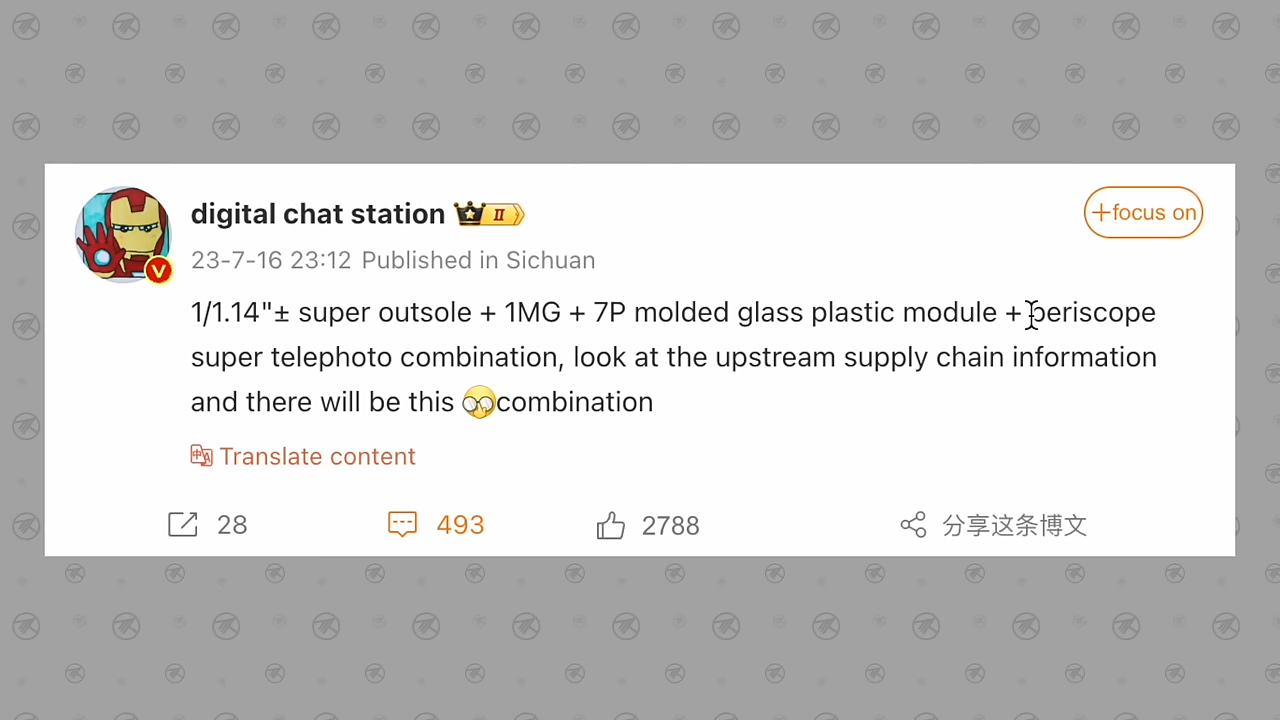 digital chat station II
+focus on
V
23-7-16 23:12 Published in Sichuan
1/1.14"± super outsole + 1MG + 7P molded glass plastic module + periscope
super telephoto combination, look at the upstream supply chain information
and there will be this combination
Translate content
28 493 2788 分享这条博文